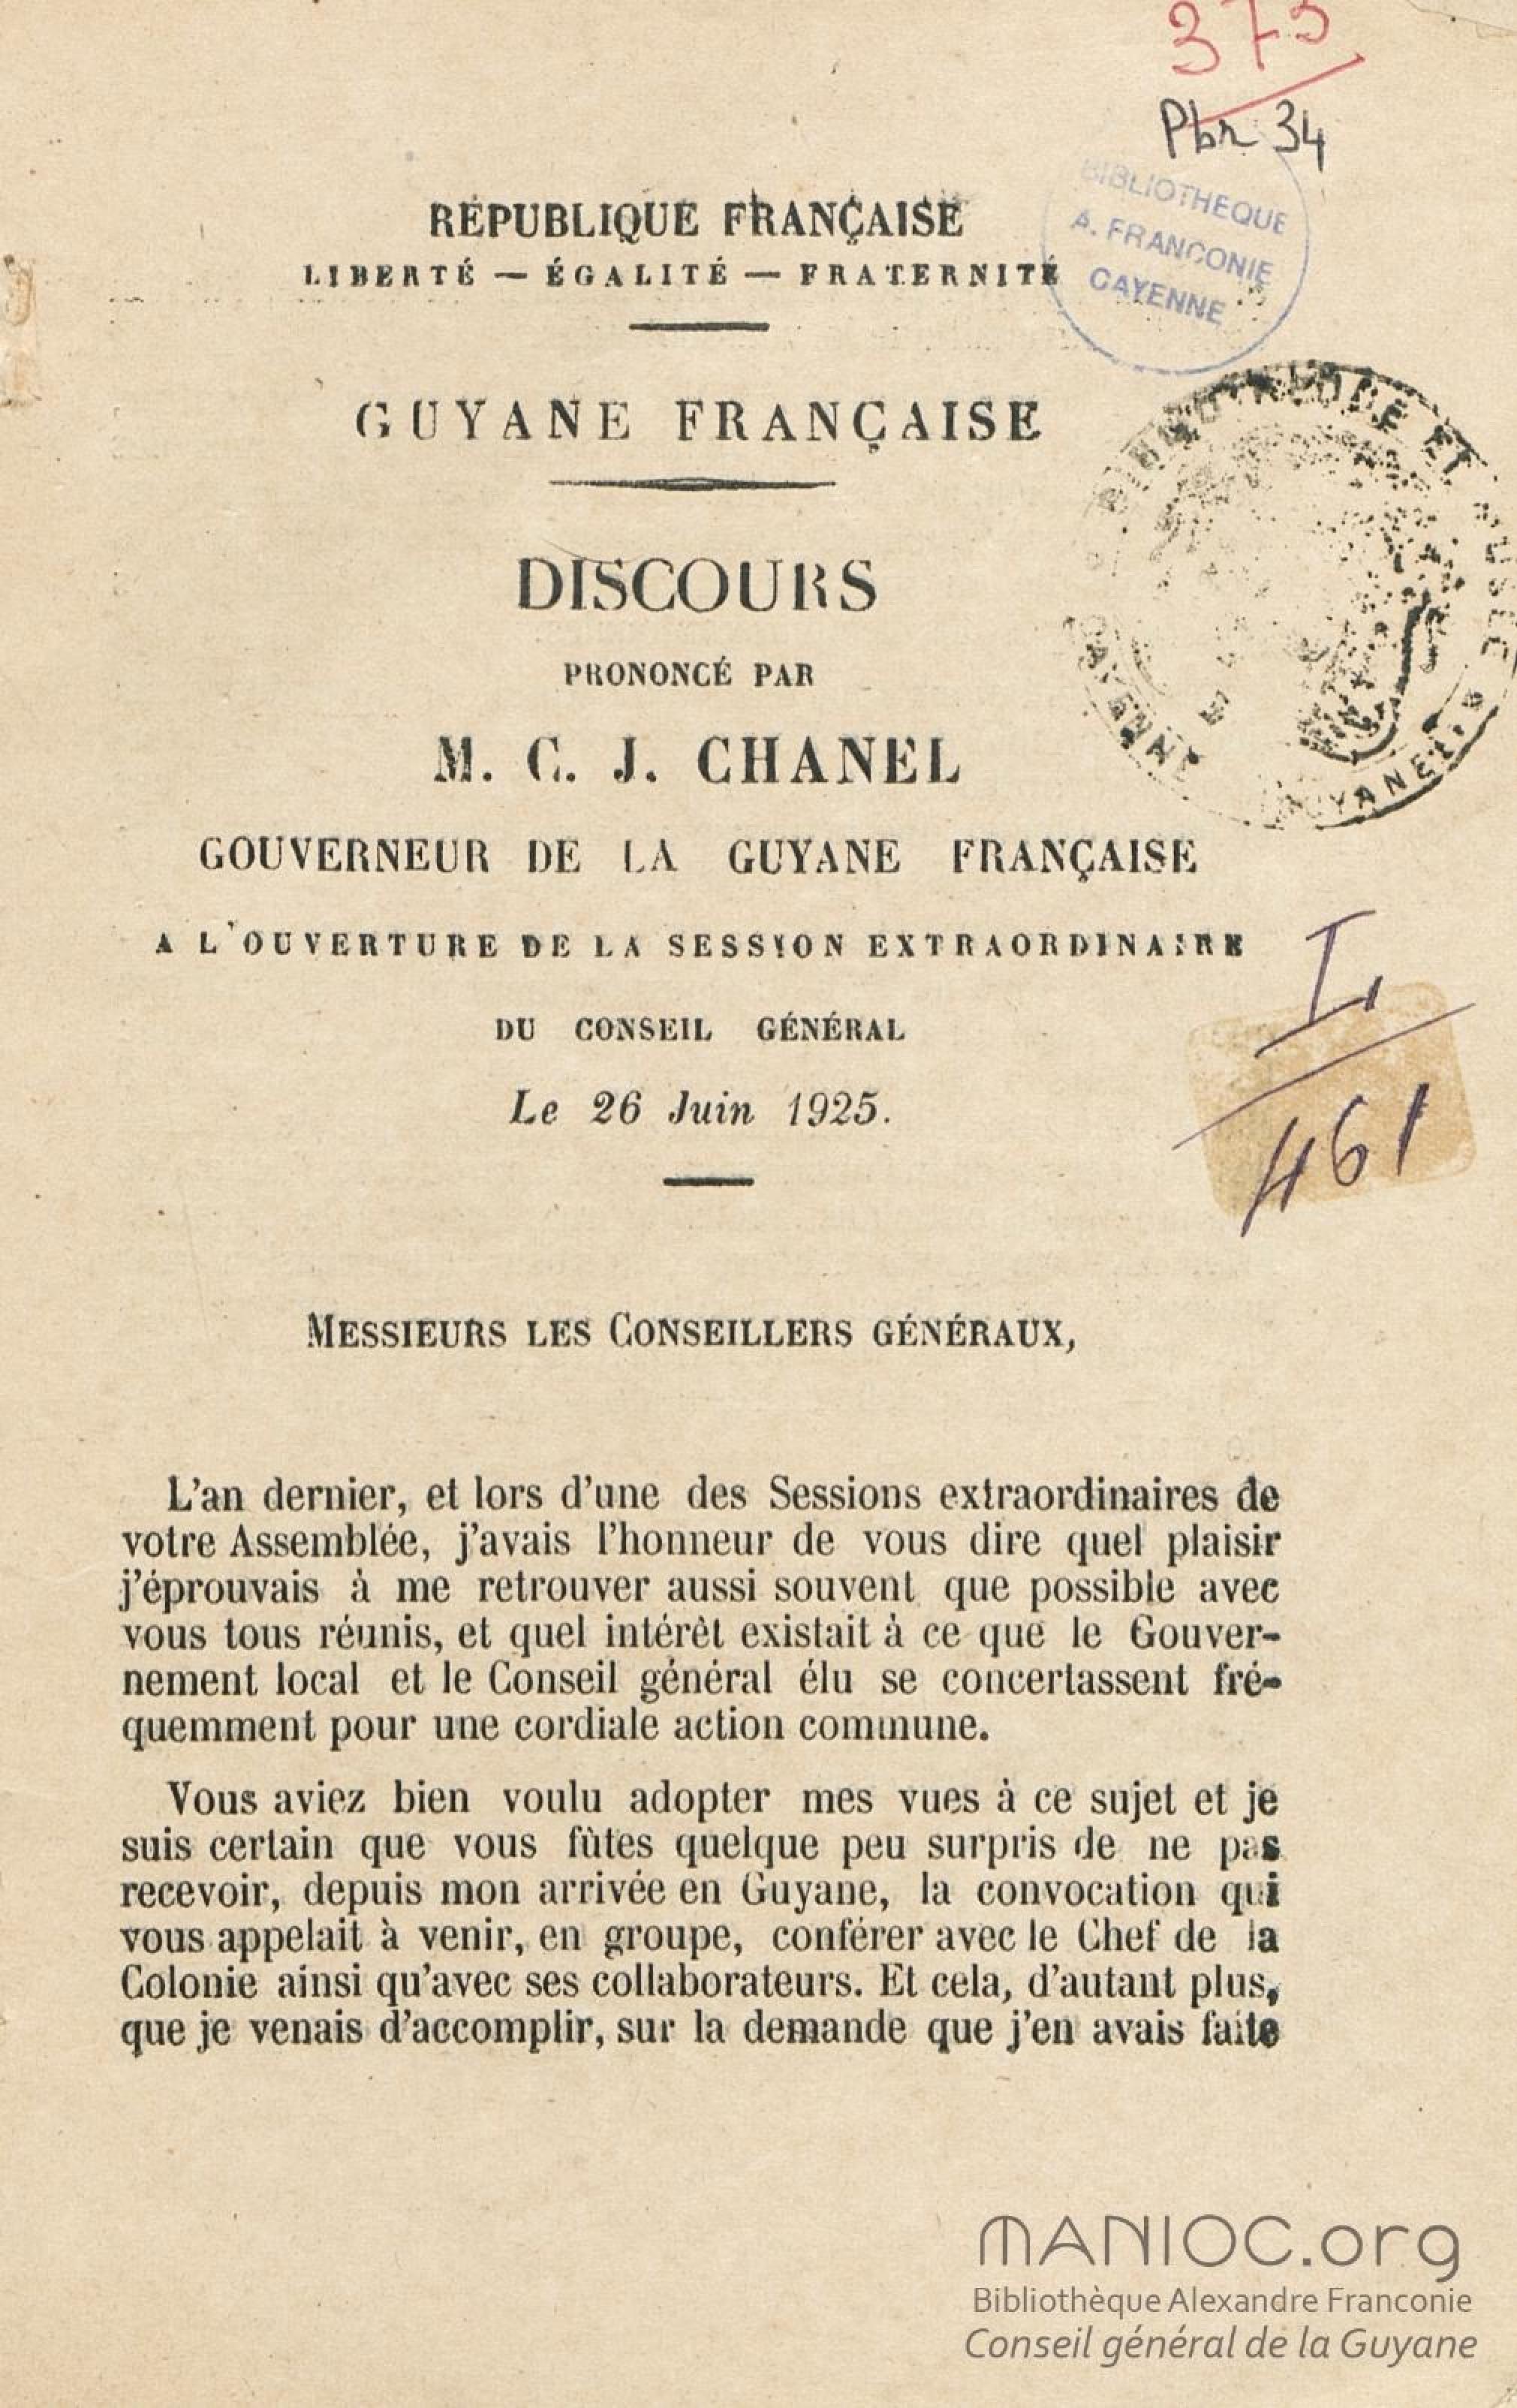 373
Pbr 34
BIBLIOTHEQUE
A. FRANCONIE
CAYENNE
RÉPUBLIQUE FRANÇAISE
LIBERTÉ — ÉGALITÉ — FRATERNITÉ
GUYANE FRANÇAISE
DISCOURS
PRONONCÉ PAR
M. C. J. CHANEL
GOUVERNEUR DE LA GUYANE FRANÇAISE
A L'OUVERTURE DE LA SESSION EXTRAORDINAIRE
DU CONSEIL GÉNÉRAL
Le 26 Juin 1925.
461
MESSIEURS LES CONSEILLERS GÉNÉRAUX,
L'an dernier, et lors d'une des Sessions extraordinaires de
votre Assemblée, j'avais l'honneur de vous dire quel plaisir
j'éprouvais à me retrouver aussi souvent que possible avec
vous tous réunis, et quel intérêt existait à ce que le Gouver-
nement local et le Conseil général élu se concertassent fré-
quemment pour une cordiale action commune.
Vous aviez bien voulu adopter mes vues à ce sujet et je
suis certain que vous fûtes quelque peu surpris de ne pas
recevoir, depuis mon arrivée en Guyane, la convocation qui
vous appelait à venir, en groupe, conférer avec le Chef de la
Colonie ainsi qu'avec ses collaborateurs. Et cela, d'autant plus,
que je venais d'accomplir, sur la demande que j'en avais faite
MANIOC.org
Bibliothèque Alexandre Franconie
Conseil général de la Guyane